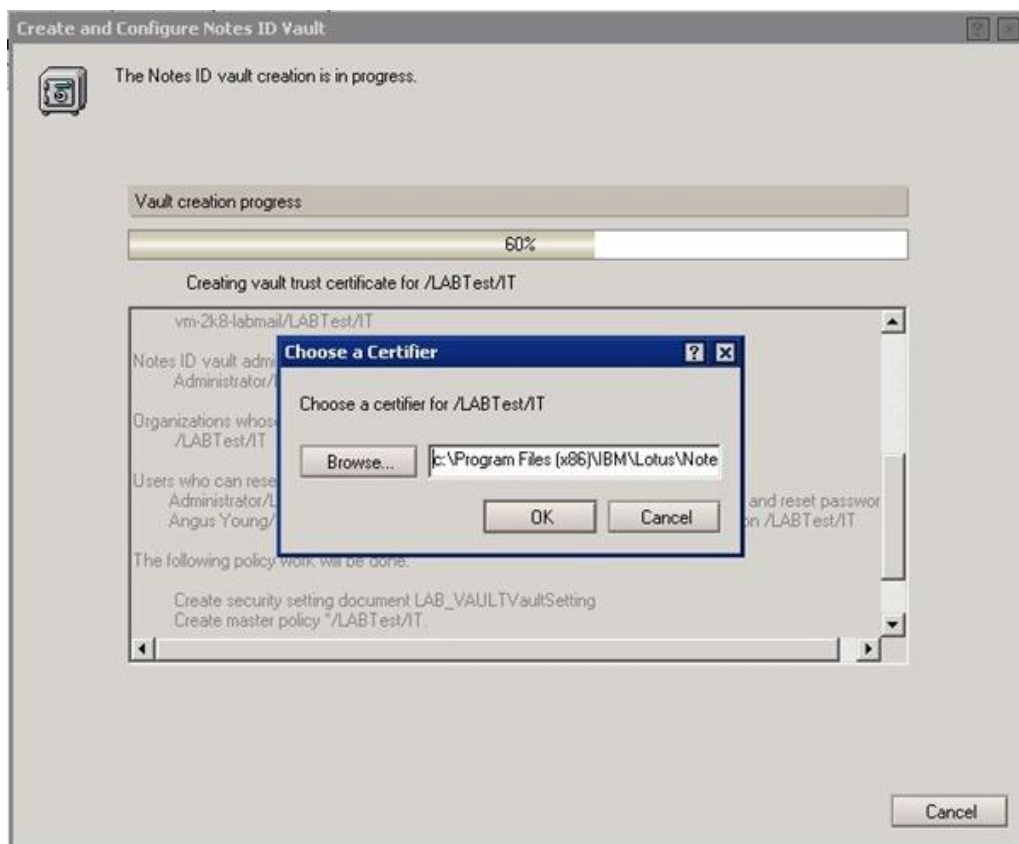 Create and Configure Notes ID Vault
The Notes ID vault creation is in progress.
Vault creation progress
60%
Creating vault trust certificate for /LABTest/IT
vm-2k8-labmail/LABTest/IT
Notes ID vault admi
Administrator/
Organizations whos
/LABTest/IT
Users who can rese
Administrator/L and reset passwor
Angus Young/ on /LABTest/IT
The following policy work will be done:
Create security setting document LAB_VAULTVaultSetting
Create master policy */LABTest/IT.
Choose a Certifier
Choose a certifier for /LABTest/IT
Browse... c:\Program Files (x86)\IBM\Lotus\Note
OK Cancel
Cancel